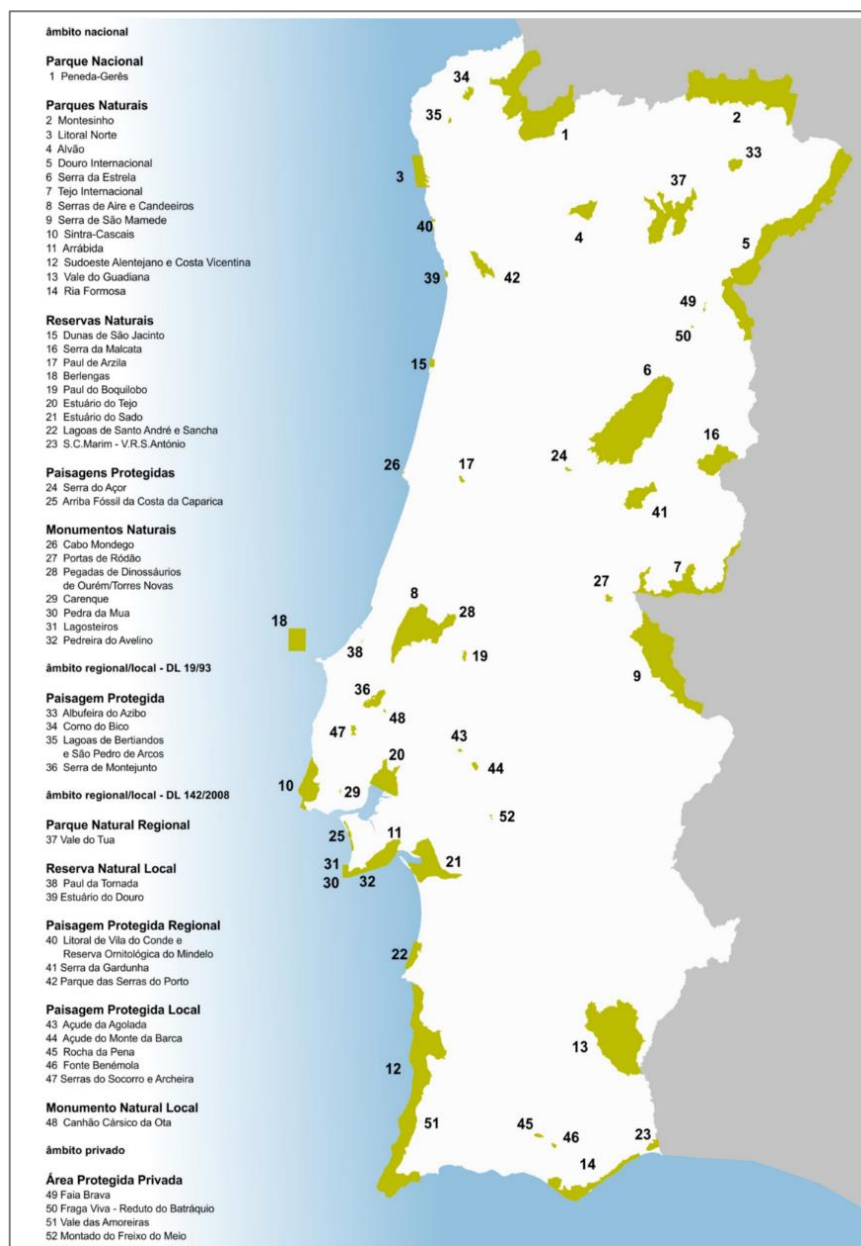 âmbito nacional
Parque Nacional
1 Peneda-Gerês
Parques Naturais
2 Montesinho
3 Litoral Norte
4 Alvão
5 Douro Internacional
6 Serra da Estrela
7 Tejo Internacional
8 Serras de Aire e Candeeiros
9 Serra de São Mamede
10 Sintra-Cascais
11 Arrábida
12 Sudoeste Alentejano e Costa Vicentina
13 Vale do Guadiana
14 Ria Formosa
Reservas Naturais
15 Dunas de São Jacinto
16 Serra da Malcata
17 Paul de Arzila
18 Berlengas
19 Paul do Boquilobo
20 Estuário do Tejo
21 Estuário do Sado
22 Lagoas de Santo André e Sancha
23 S.C.Marim - V.R.S.António
Paisagens Protegidas
24 Serra do Açor
25 Arriba Fóssil da Costa da Caparica
Monumentos Naturais
26 Cabo Mondego
27 Portas de Ródão
28 Pegadas de Dinossáurios
de Ourém/Torres Novas
29 Carenque
30 Pedra da Mua
31 Lagosteiros
32 Pedreira do Avelino
âmbito regional/local - DL 19/93
Paisagem Protegida
33 Albufeira do Azibo
34 Corno do Bico
35 Lagoas de Bertiandos
e São Pedro de Arcos
36 Serra de Montejunto
âmbito regional/local - DL 142/2008
Parque Natural Regional
37 Vale do Tua
Reserva Natural Local
38 Paul da Tornada
39 Estuário do Douro
Paisagem Protegida Regional
40 Litoral de Vila do Conde e
Reserva Ornitológica do Mindelo
41 Serra da Gardunha
42 Parque das Serras do Porto
Paisagem Protegida Local
43 Açude da Agolada
44 Açude do Monte da Barca
45 Rocha da Pena
46 Fonte Benémola
47 Serras do Socorro e Archeira
Monumento Natural Local
48 Canhão Cársico da Ota
âmbito privado
Área Protegida Privada
49 Faia Brava
50 Fraga Viva - Reduto do Batráquio
51 Vale das Amoreiras
52 Montado do Freixo do Meio
34
35
1
2
33
3
37
40
4
5
39
42
49
50
15
6
16
26
17
24
41
7
27
8
28
18
38
19
9
36
48
47
43
20
44
10
29
52
25
11
21
31
30
32
22
13
12
51
45
46
23
14